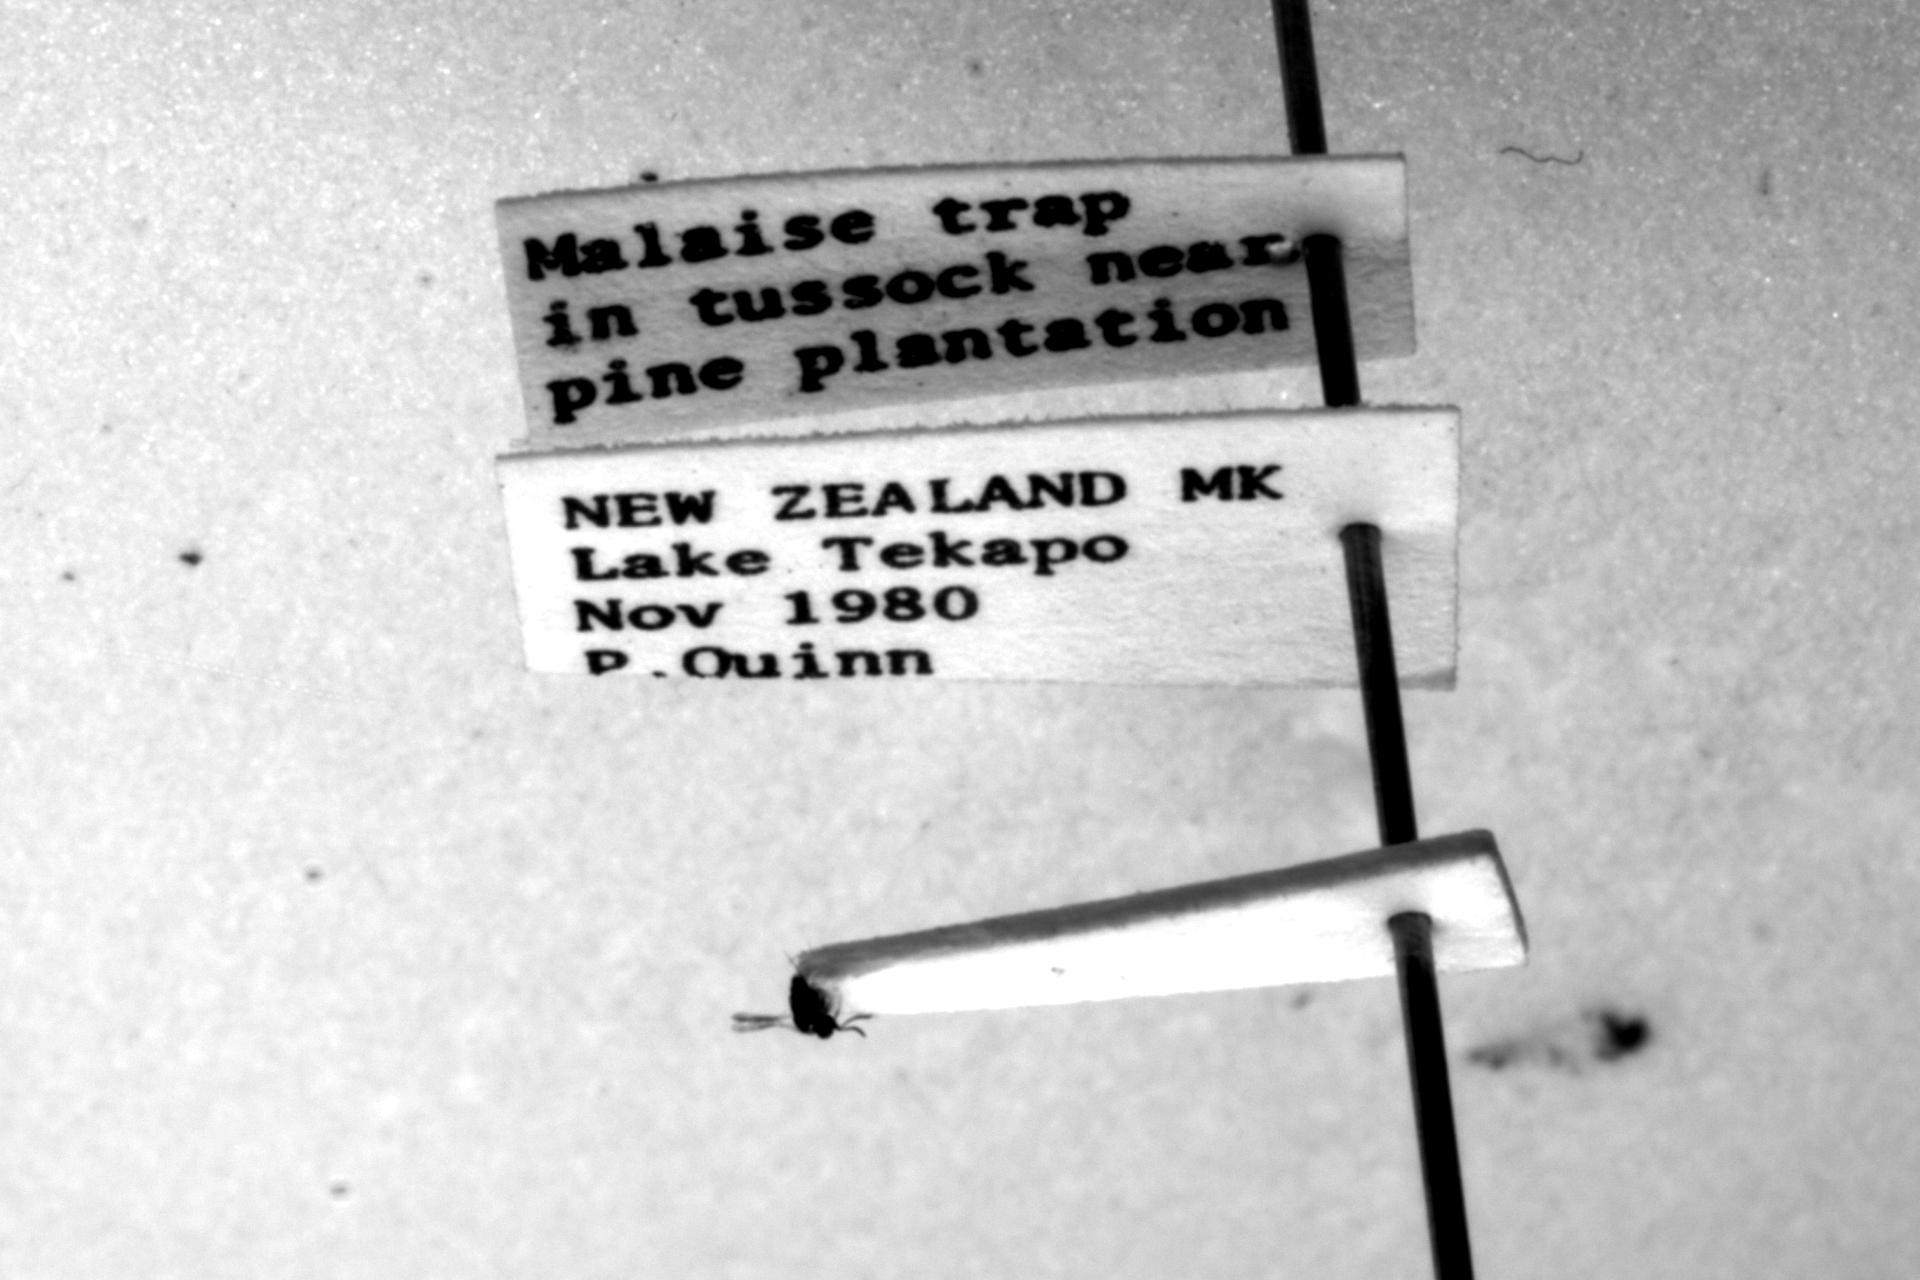 Malaise trap
in tussock near
pine plantation
NEW ZEALAND MK
Lake Tekapo
Nov 1980
P.Quinn